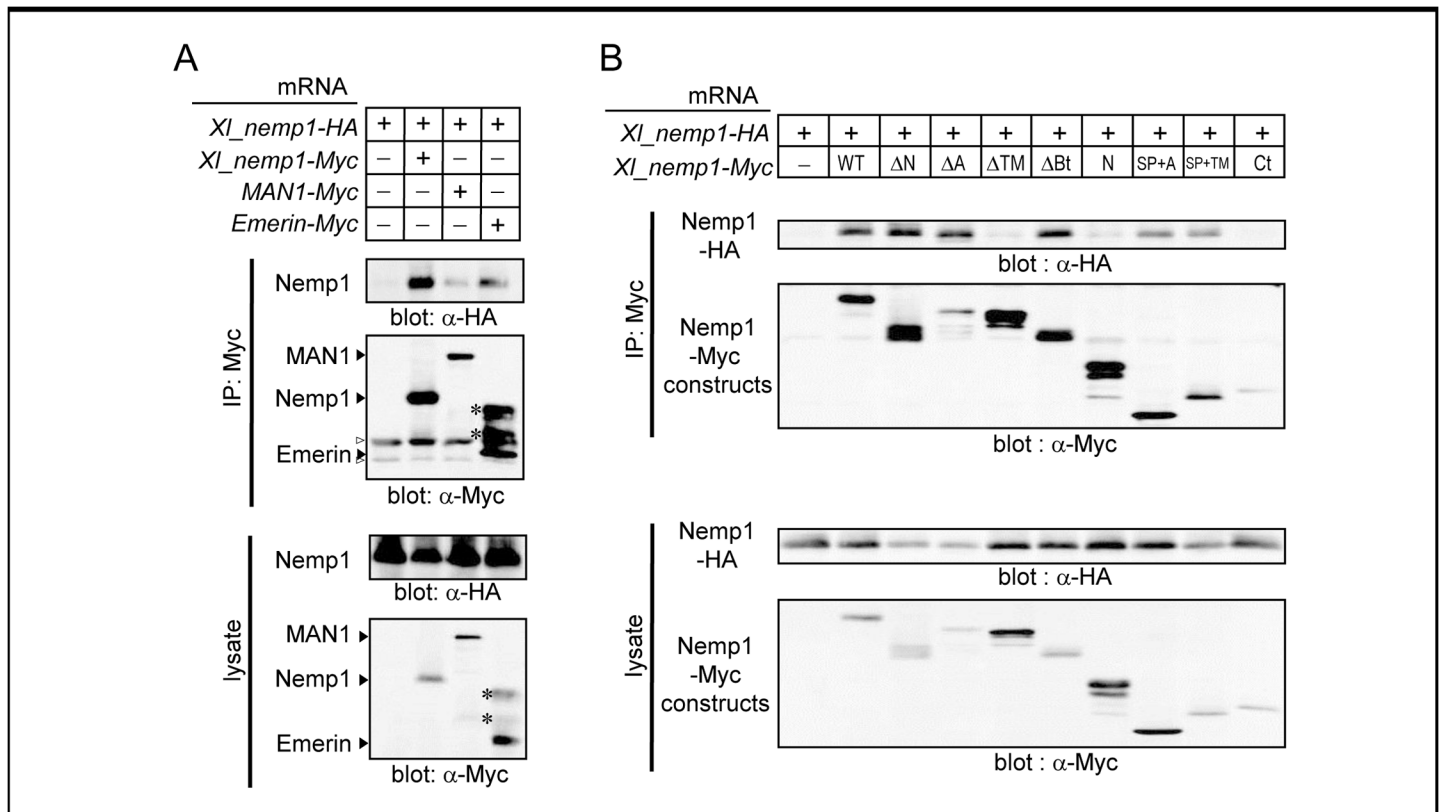 A
mRNA
Xl_nemp1-HA + + + +
Xl_nemp1-Myc – + – –
MAN1-Myc – – + –
Emerin-Myc – – – +
IP: Myc
Nemp1
blot: α-HA
MAN1
Nemp1
*
*
Emerin
blot: α-Myc
lysate
Nemp1
blot: α-HA
MAN1
Nemp1
*
*
Emerin
blot: α-Myc
B
mRNA
Xl_nemp1-HA + + + + + + + + + +
Xl_nemp1-Myc – WT ΔN ΔA ΔTM ΔBt N SP+A SP+TM Ct
IP: Myc
Nemp1
-HA
blot : α-HA
Nemp1
-Myc
constructs
blot : α-Myc
lysate
Nemp1
-HA
blot : α-HA
Nemp1
-Myc
constructs
blot : α-Myc